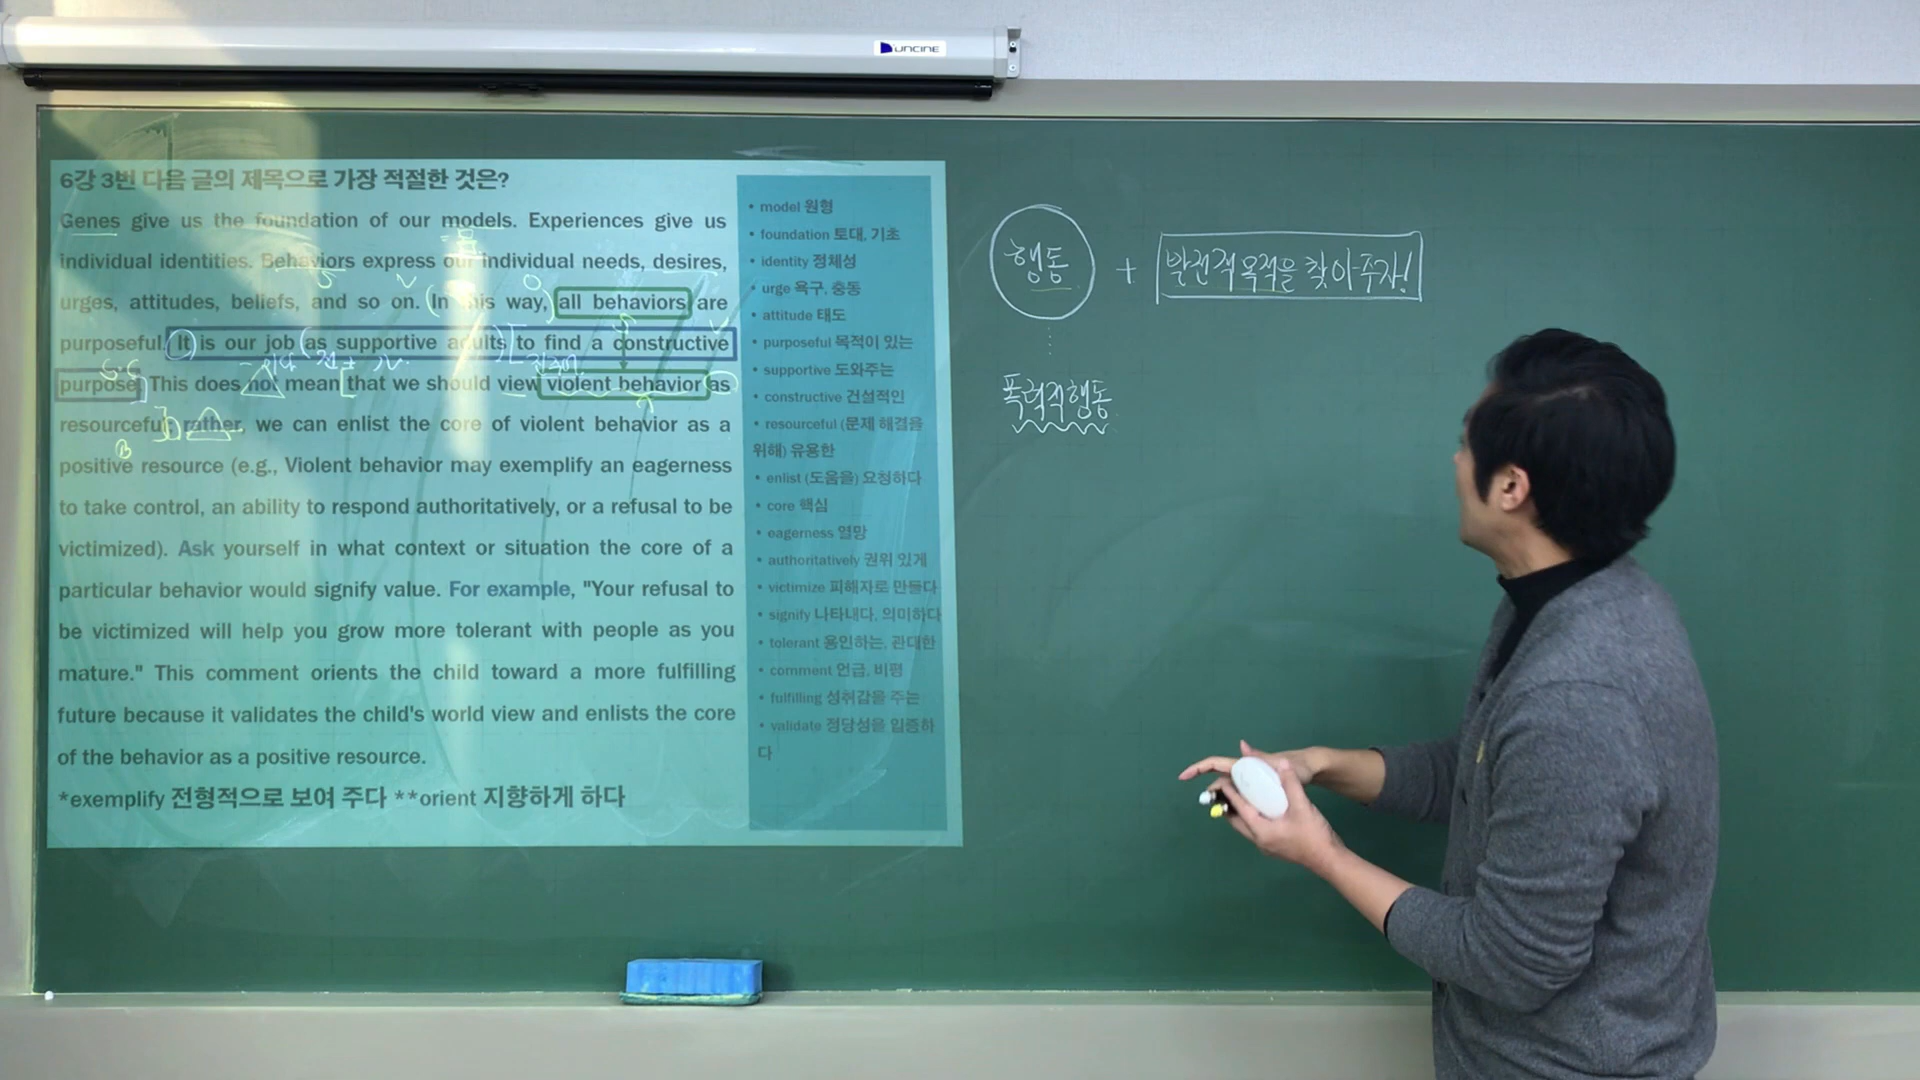 UNCINE
6강 3번 다음 글의 제목으로 가장 적절한 것은?
Genes give us the foundation of our models. Experiences give us
individual identities. Behaviors express our individual needs, desires,
urges, attitudes, beliefs, and so on. (In this way, all behaviors are
purposeful. It is our job (as supportive adults) [to find a constructive
purpose.] This does not mean [that we should view violent behavior as
resourceful]; rather, we can enlist the core of violent behavior as a
positive resource (e.g., Violent behavior may exemplify an eagerness
to take control, an ability to respond authoritatively, or a refusal to be
victimized). Ask yourself in what context or situation the core of a
particular behavior would signify value. For example, "Your refusal to
be victimized will help you grow more tolerant with people as you
mature." This comment orients the child toward a more fulfilling
future because it validates the child's world view and enlists the core
of the behavior as a positive resource.
*exemplify 전형적으로 보여 주다 **orient 지향하게 하다
• model 원형
• foundation 토대, 기초
• identity 정체성
• urge 욕구, 충동
• attitude 태도
• purposeful 목적이 있는
• supportive 도와주는
• constructive 건설적인
• resourceful (문제 해결을
위해) 유용한
• enlist (도움을) 요청하다
• core 핵심
• eagerness 열망
• authoritatively 권위 있게
• victimize 피해자로 만들다
• signify 나타내다, 의미하다
• tolerant 용인하는, 관대한
• comment 언급, 비평
• fulfilling 성취감을 주는
• validate 정당성을 입증하
다
행동 + 발전적 목적을 찾아주자!
폭력적행동